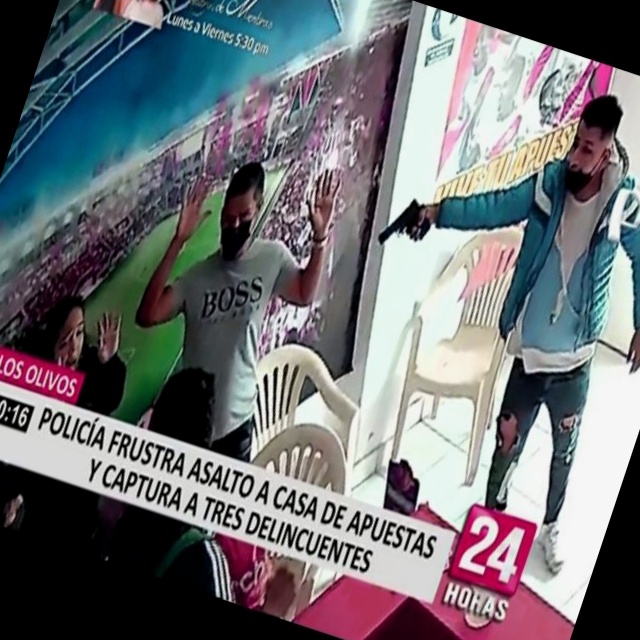 Lunes a Viernes 5:30 pm
BOSS
LOS OLIVOS
0:16
POLICÍA FRUSTRA ASALTO A CASA DE APUESTAS
Y CAPTURA A TRES DELINCUENTES
24
HORAS